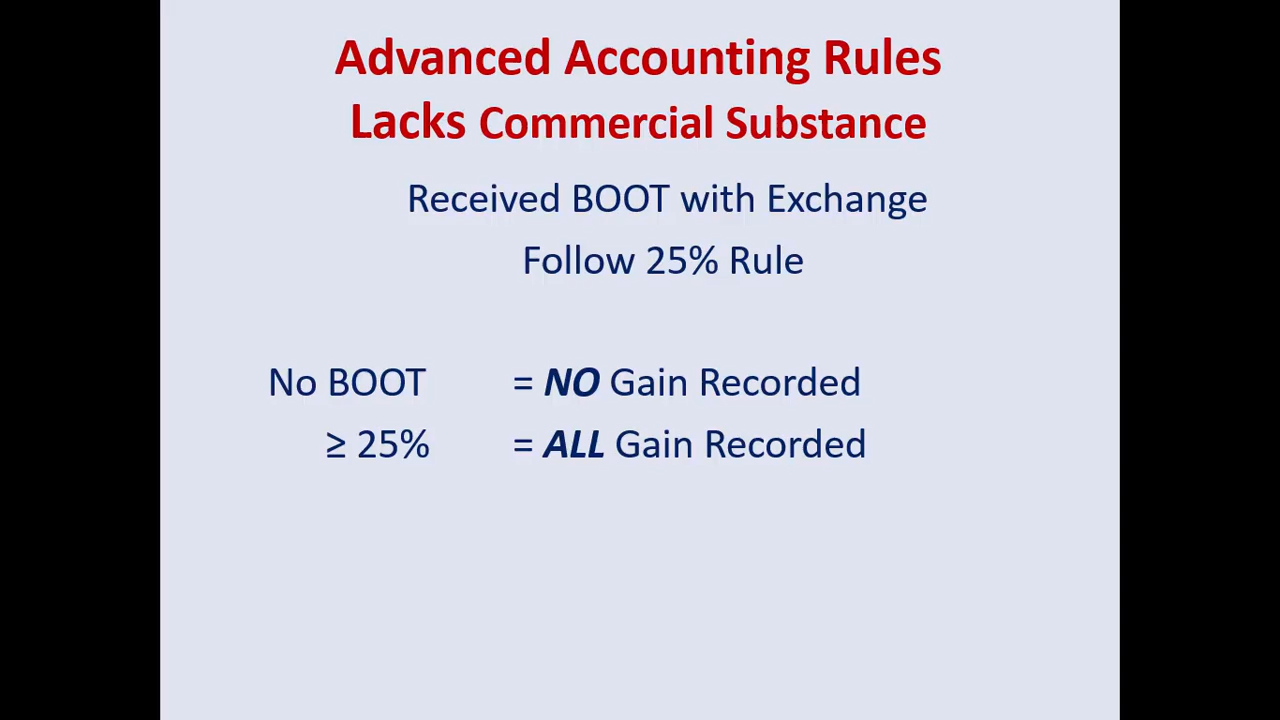 Advanced Accounting Rules
Lacks Commercial Substance
Received BOOT with Exchange
Follow 25% Rule
No BOOT = NO Gain Recorded
≥ 25% = ALL Gain Recorded